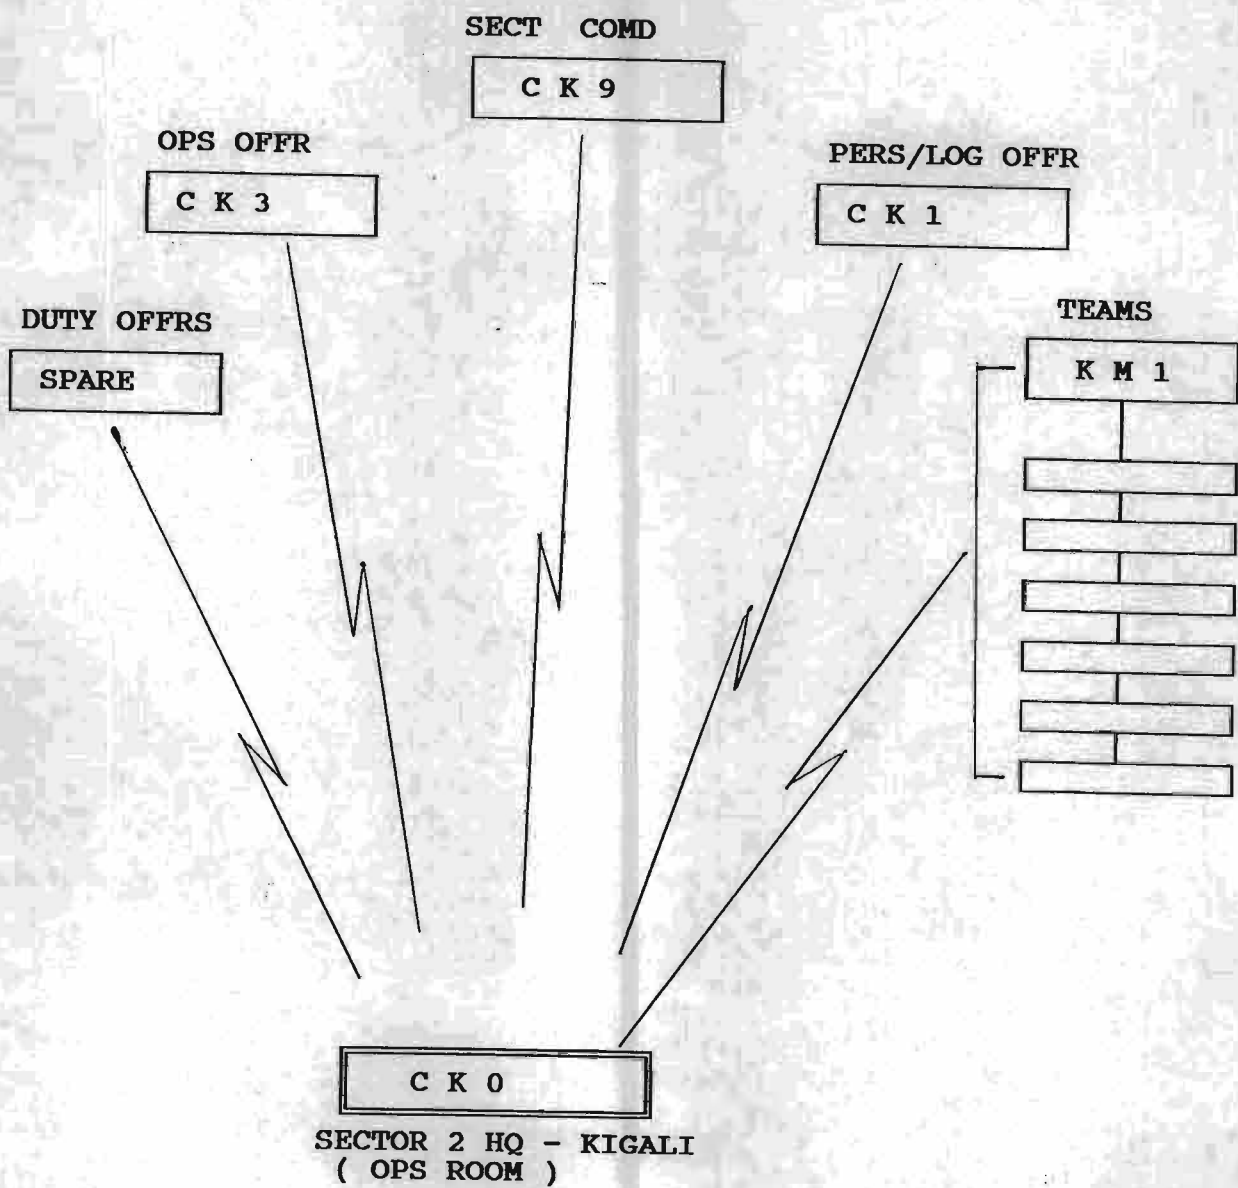 SECT COMD
C K 9
OPS OFFR
C K 3
PERS/LOG OFFR
C K 1
DUTY OFFRS
SPARE
TEAMS
K M 1
C K 0
SECTOR 2 HQ - KIGALI
( OPS ROOM )